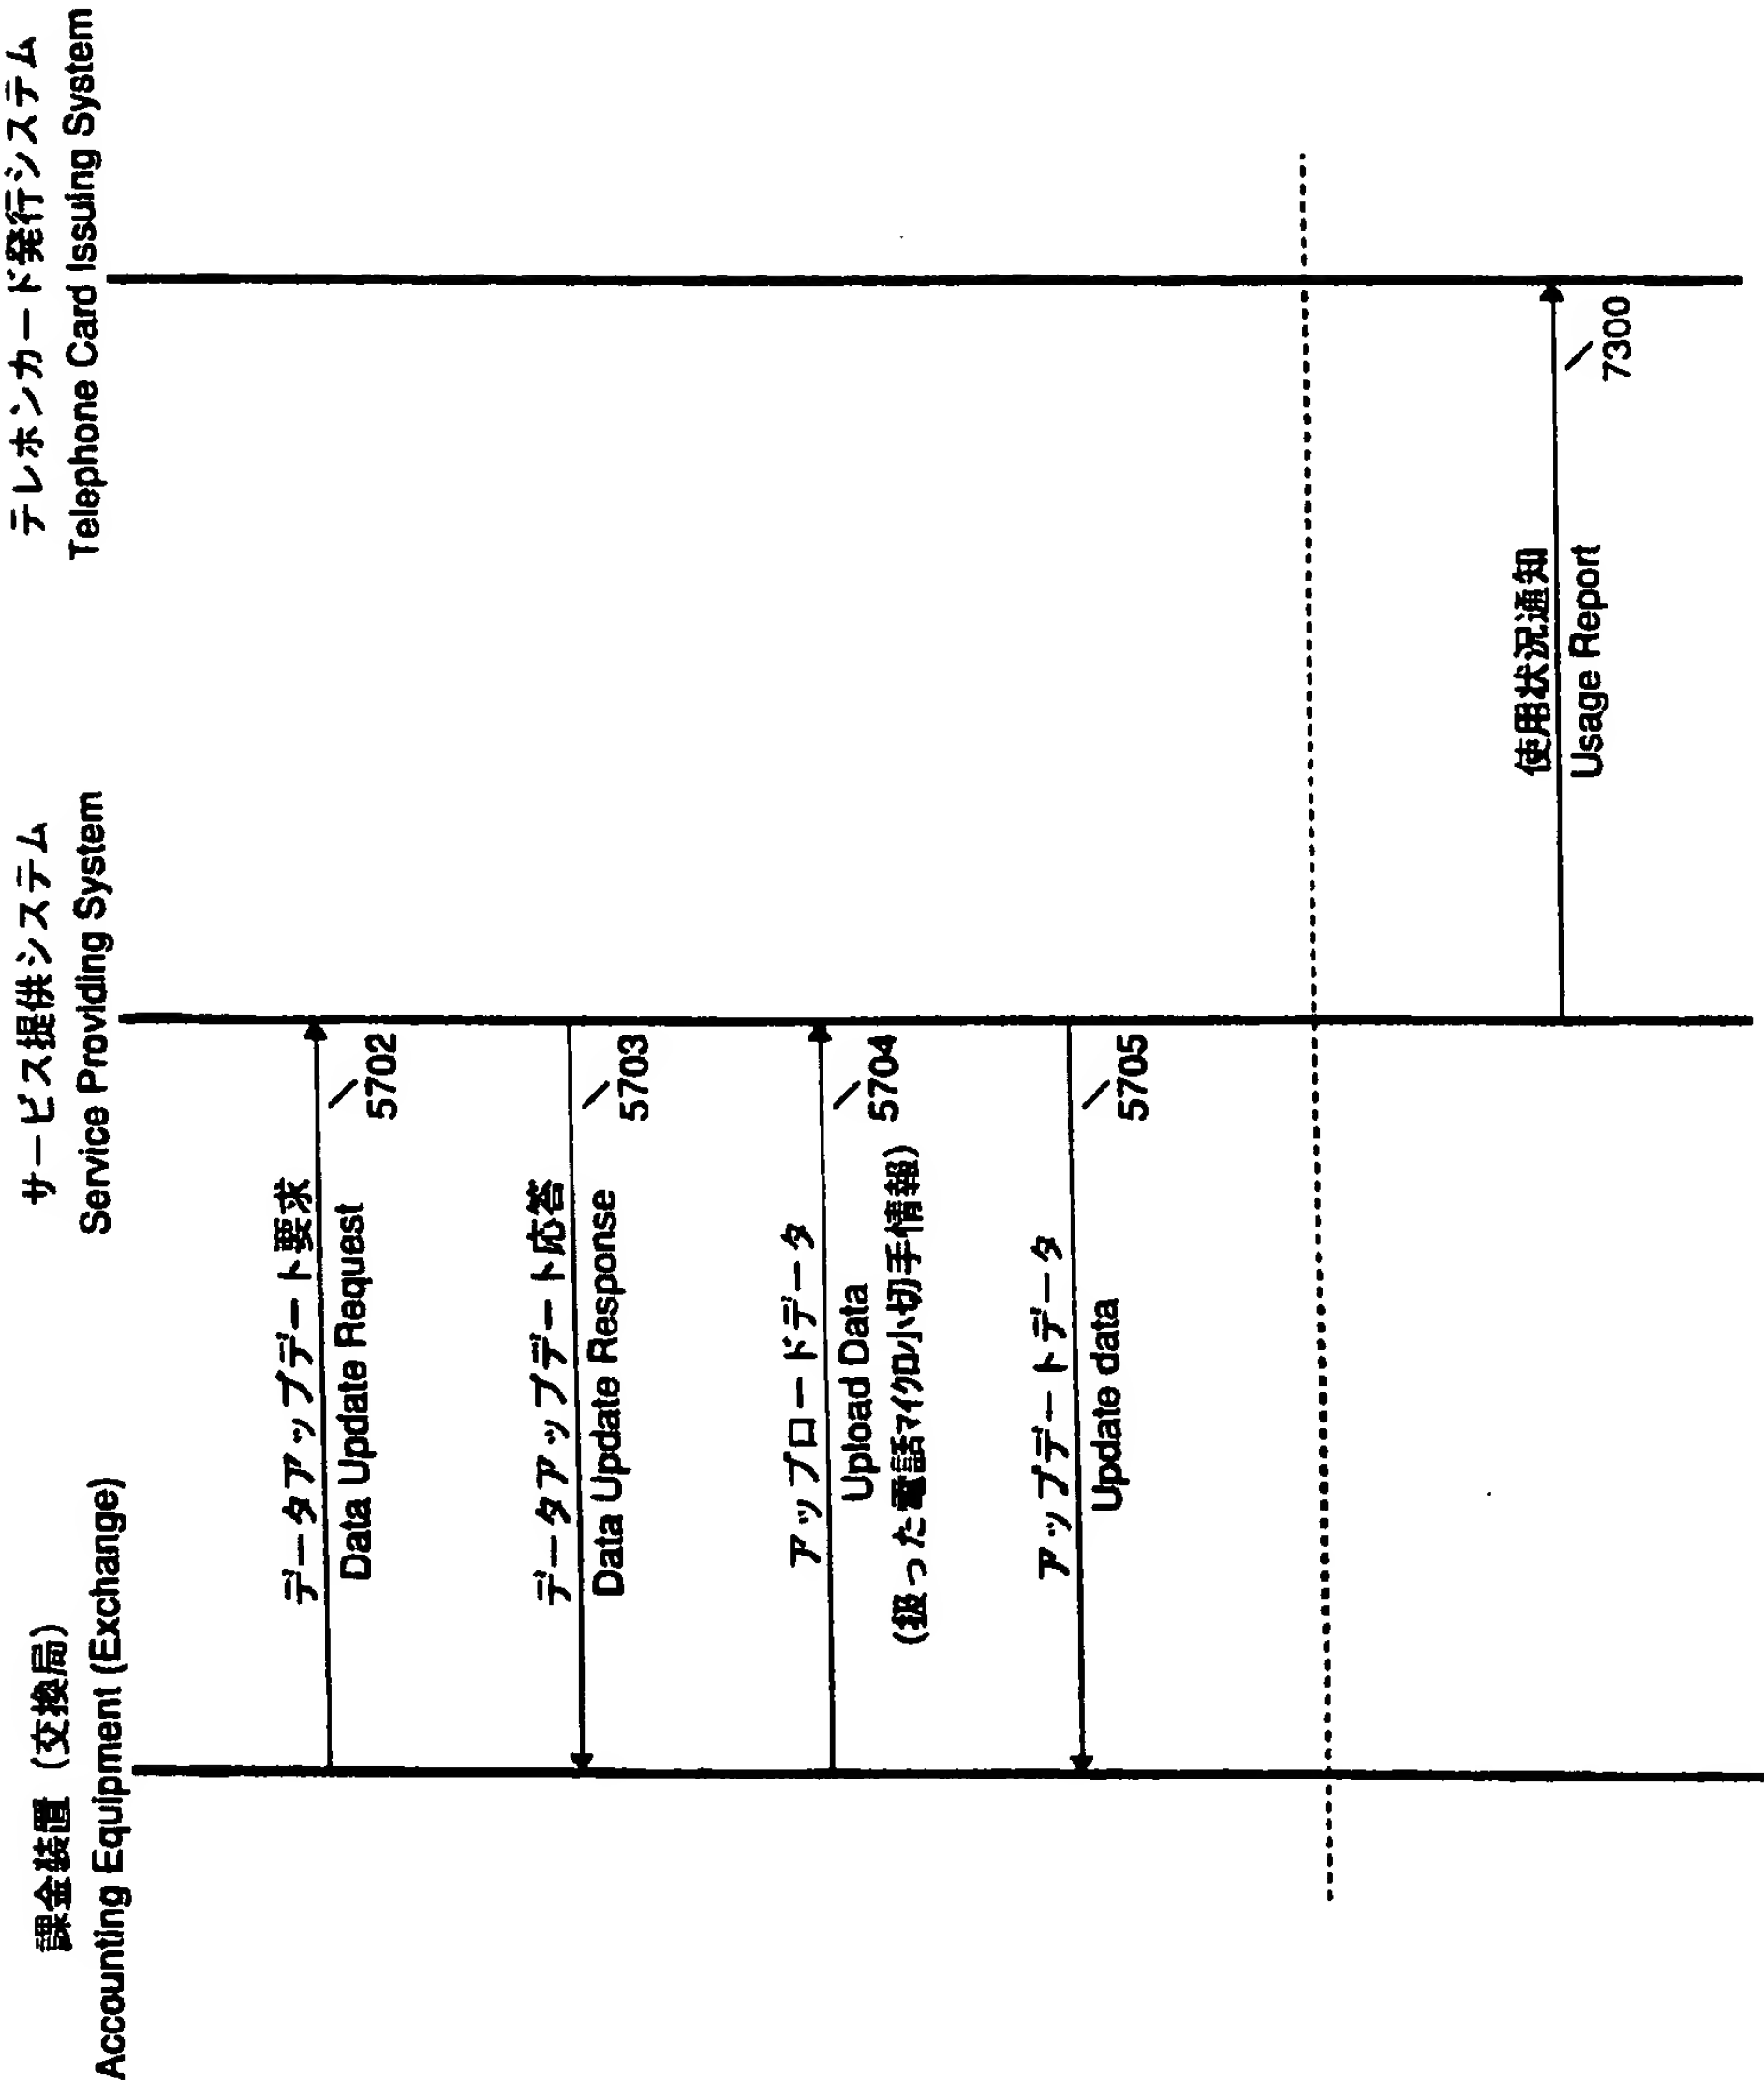 課金装置（交換局）
Accounting Equipment (Exchange)
サービス提供システム
Service Providing System
テレホンカード発行システム
Telephone Card Issuing System
データアップデート要求
Data Update Request
5702
データアップデート応答
Data Update Response
5703
アップロードデータ
Upload Data
(扱った電話マイクロ小切手情報)
5704
アップデートデータ
Update data
5705
使用状況通知
Usage Report
7300